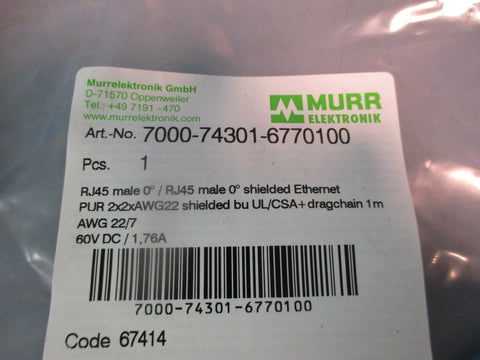 Murrelektronik GmbH
D-71570 Oppenweiler
Tel.: +49 7191 -470
www.murrelektronik.com
MURR
ELEKTRONIK
Art.-No. 7000-74301-6770100
Pcs. 1
RJ45 male 0° / RJ45 male 0° shielded Ethernet
PUR 2x2xAWG22 shielded bu UL/CSA+dragchain 1m
AWG 22/7
60V DC / 1,76A
7000-74301-6770100
Code 67414